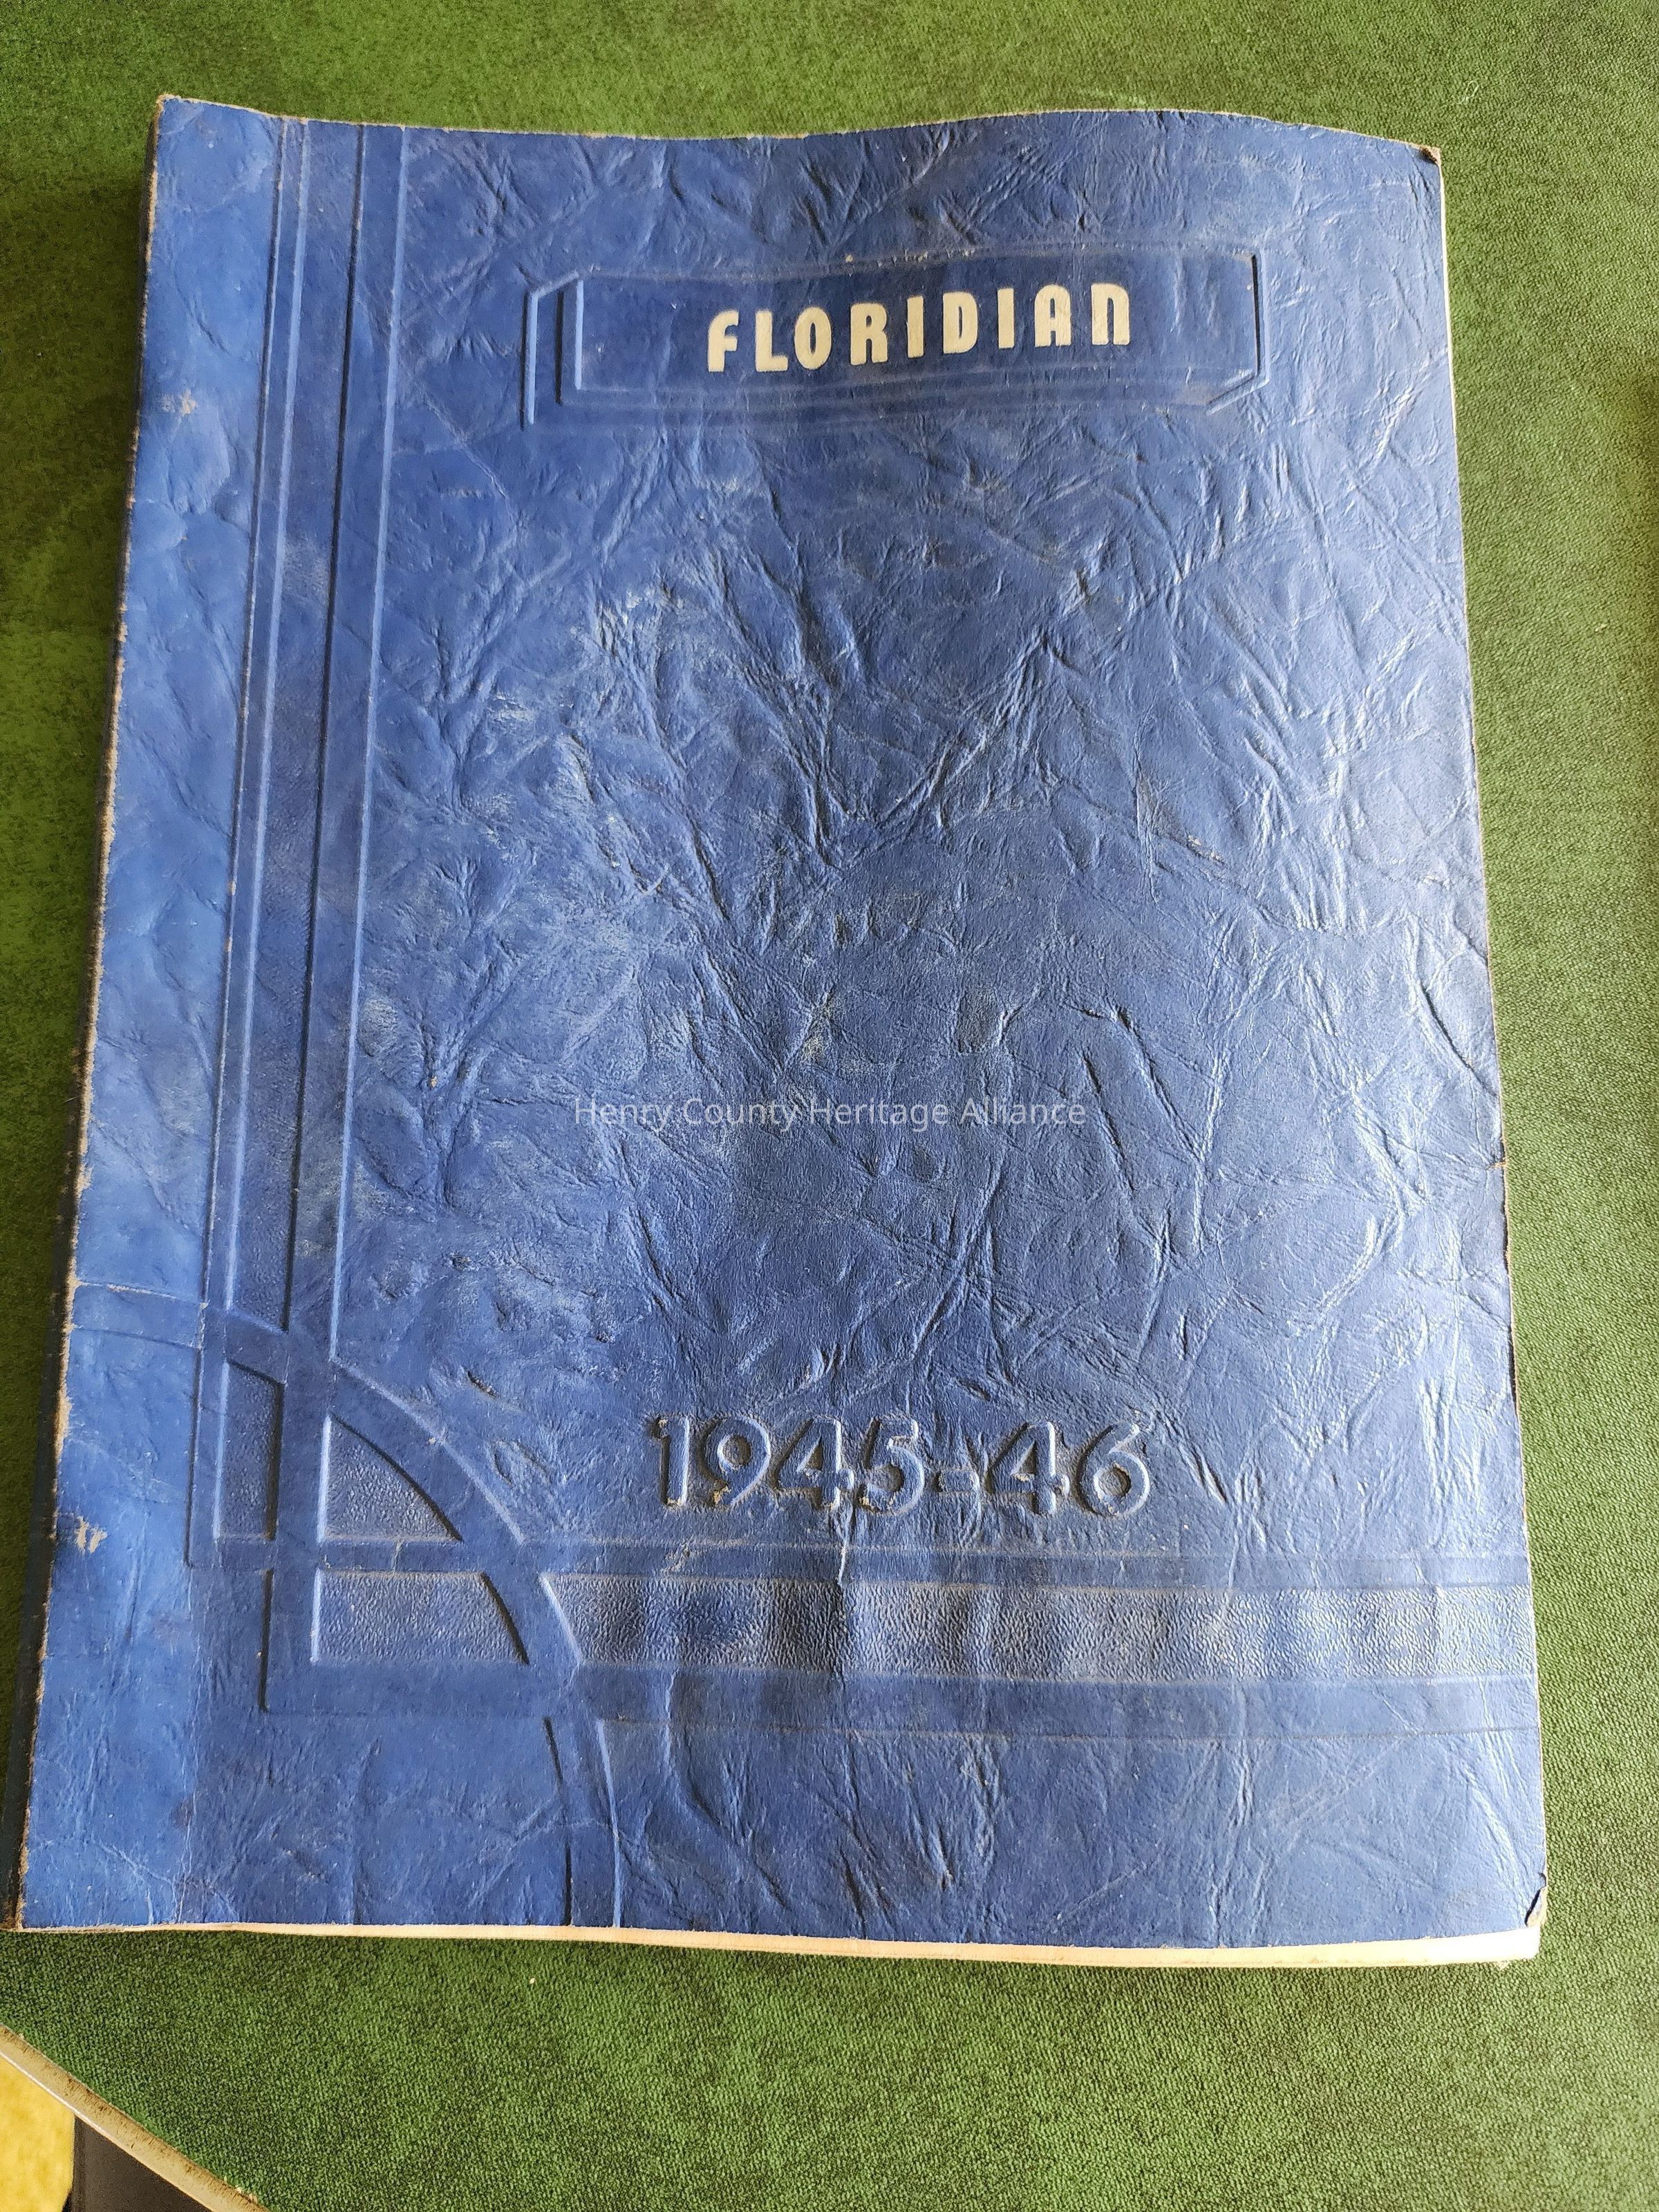 FLORIDIAN
Henry County Heritage Alliance
1945-46